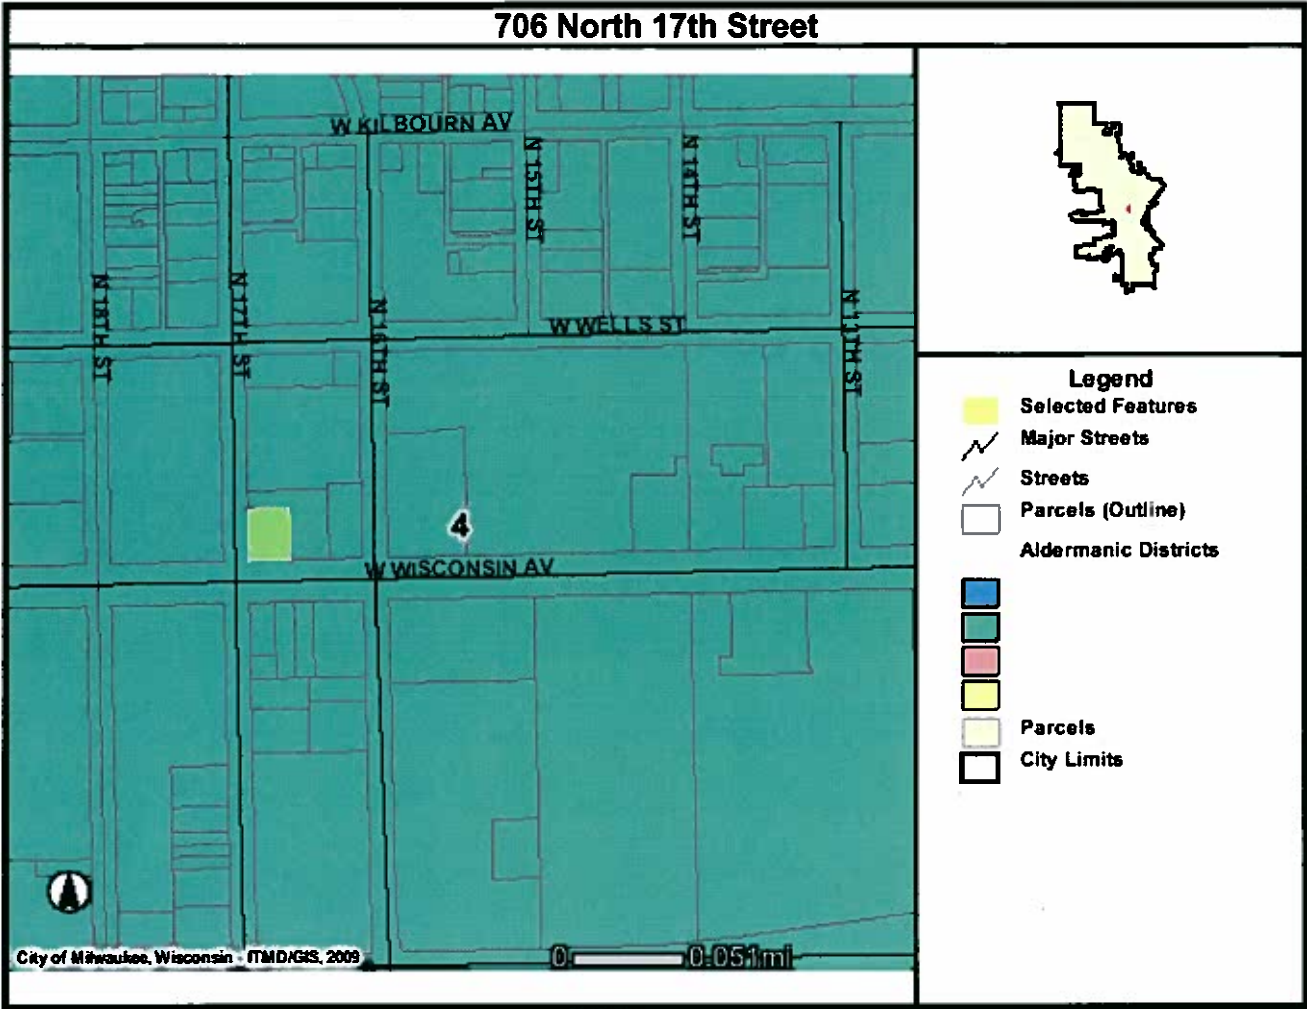 706 North 17th Street
W KILBOURN AV
N 15TH ST
N 14TH ST
N 18TH ST
N 17TH ST
N 16TH ST
W WELLS ST
N 13TH ST
4
W WISCONSIN AV
City of Milwaukee, Wisconsin - ITMD/GIS, 2009
0 0.051mi
Legend
Selected Features
Major Streets
Streets
Parcels (Outline)
Aldermanic Districts
Parcels
City Limits